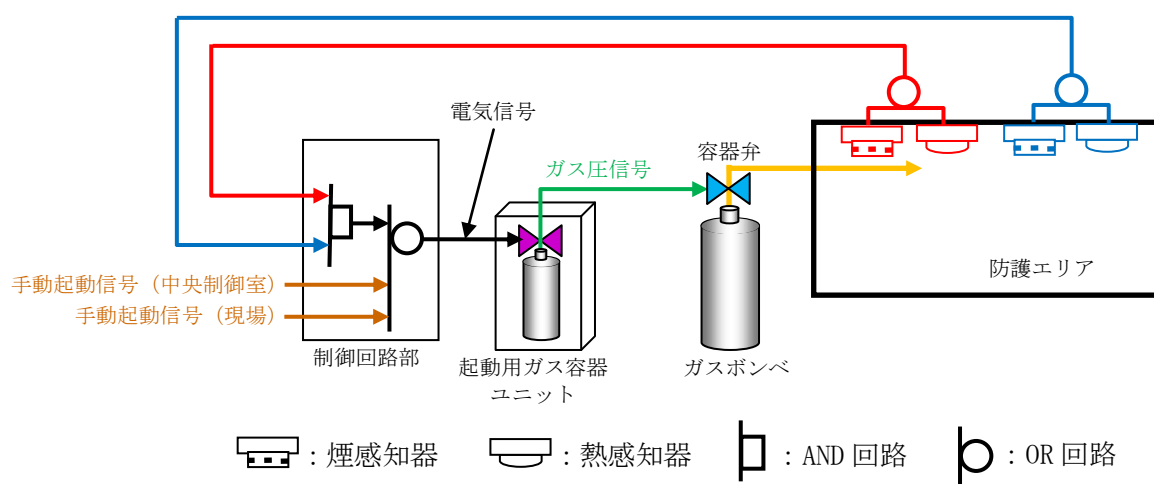 電気信号
ガス圧信号
容器弁
防護エリア
手動起動信号（中央制御室）
手動起動信号（現場）
制御回路部
起動用ガス容器
ユニット
ガスボンベ
：煙感知器
：熱感知器
：AND 回路
：OR 回路